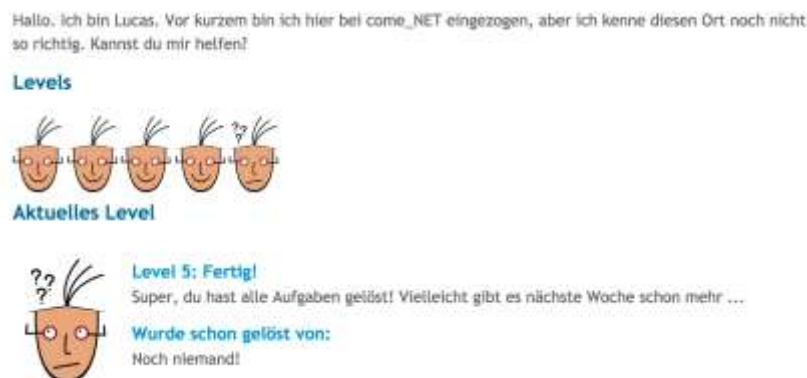 Hallo. Ich bin Lucas. Vor kurzem bin ich hier bei come_NET eingezogen, aber ich kenne diesen Ort noch nicht
so richtig. Kannst du mir helfen?
Levels
??
?
Aktuelles Level
??
?
Level 5: Fertig!
Super, du hast alle Aufgaben gelöst! Vielleicht gibt es nächste Woche schon mehr ...
Wurde schon gelöst von:
Noch niemand!